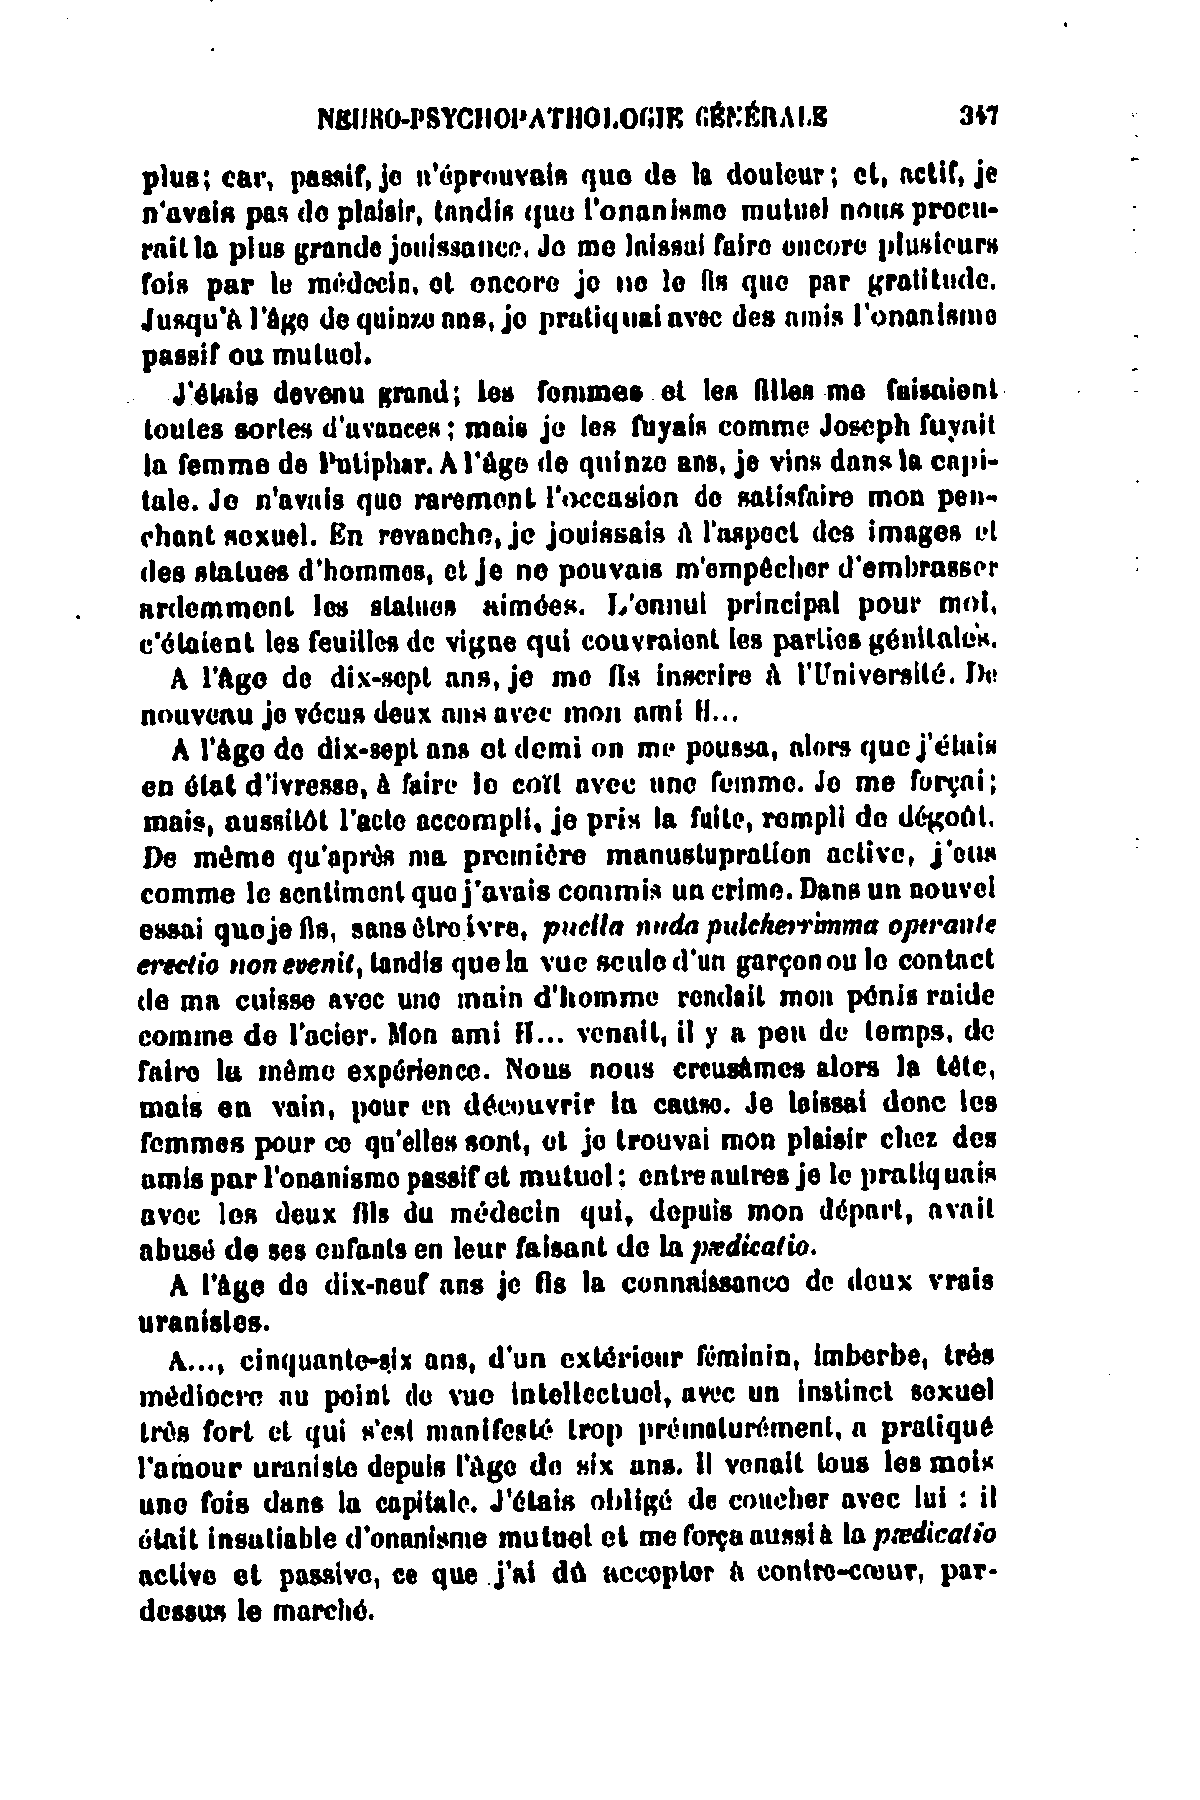 NEURO-PSYCHOPATHOLOGIE GÉNÉRALE 347
plus; car, passif, je n'éprouvais que de la douleur; et, actif, je
n'avais pas de plaisir, tandis que l'onanisme mutuel nous procu-
rait la plus grande jouissance. Je me laissai faire encore plusieurs
fois par le médecin, et encore je ne le fis que par gratitude.
Jusqu'à l'âge de quinze ans, je pratiquai avec des amis l'onanisme
passif ou mutuel.
J'étais devenu grand; les femmes et les filles me faisaient
toutes sortes d'avances; mais je les fuyais comme Joseph fuyait
la femme de Putiphar. A l'âge de quinze ans, je vins dans la capi-
tale. Je n'avais que rarement l'occasion de satisfaire mon pen-
chant sexuel. En revanche, je jouissais à l'aspect des images et
des statues d'hommes, et je ne pouvais m'empêcher d'embrasser
ardemment les statues aimées. L'ennui principal pour moi,
c'étaient les feuilles de vigne qui couvraient les parties génitales.
A l'âge de dix-sept ans, je me fis inscrire à l'Université. De
nouveau je vécus deux ans avec mon ami H...
A l'âge de dix-sept ans et demi on me poussa, alors que j'étais
en état d'ivresse, à faire le coït avec une femme. Je me forçai;
mais, aussitôt l'acte accompli, je pris la fuite, rempli de dégoût.
De même qu'après ma première manustupration active, j'eus
comme le sentiment que j'avais commis un crime. Dans un nouvel
essai que je fis, sans être ivre, puella nuda pulcherrimma operante
erectio non evenit, tandis que la vue seule d'un garçon ou le contact
de ma cuisse avec une main d'homme rendait mon pénis raide
comme de l'acier. Mon ami H... venait, il y a peu de temps, de
faire la même expérience. Nous nous creusâmes alors la tête,
mais en vain, pour en découvrir la cause. Je laissai donc les
femmes pour ce qu'elles sont, et je trouvai mon plaisir chez des
amis par l'onanisme passif et mutuel; entre autres je le pratiquais
avec les deux fils du médecin qui, depuis mon départ, avait
abusé de ses enfants en leur faisant de la pædicatio.
A l'âge de dix-neuf ans je fis la connaissance de deux vrais
uranistes.
A..., cinquante-six ans, d'un extérieur féminin, imberbe, très
médiocre au point de vue intellectuel, avec un instinct sexuel
très fort et qui s'est manifesté trop prématurément, a pratiqué
l'amour uraniste depuis l'âge de six ans. Il venait tous les mois
une fois dans la capitale. J'étais obligé de coucher avec lui : il
était insatiable d'onanisme mutuel et me força aussi à la pædicatio
active et passive, ce que j'ai dû accepter à contre-cœur, par-
dessus le marché.